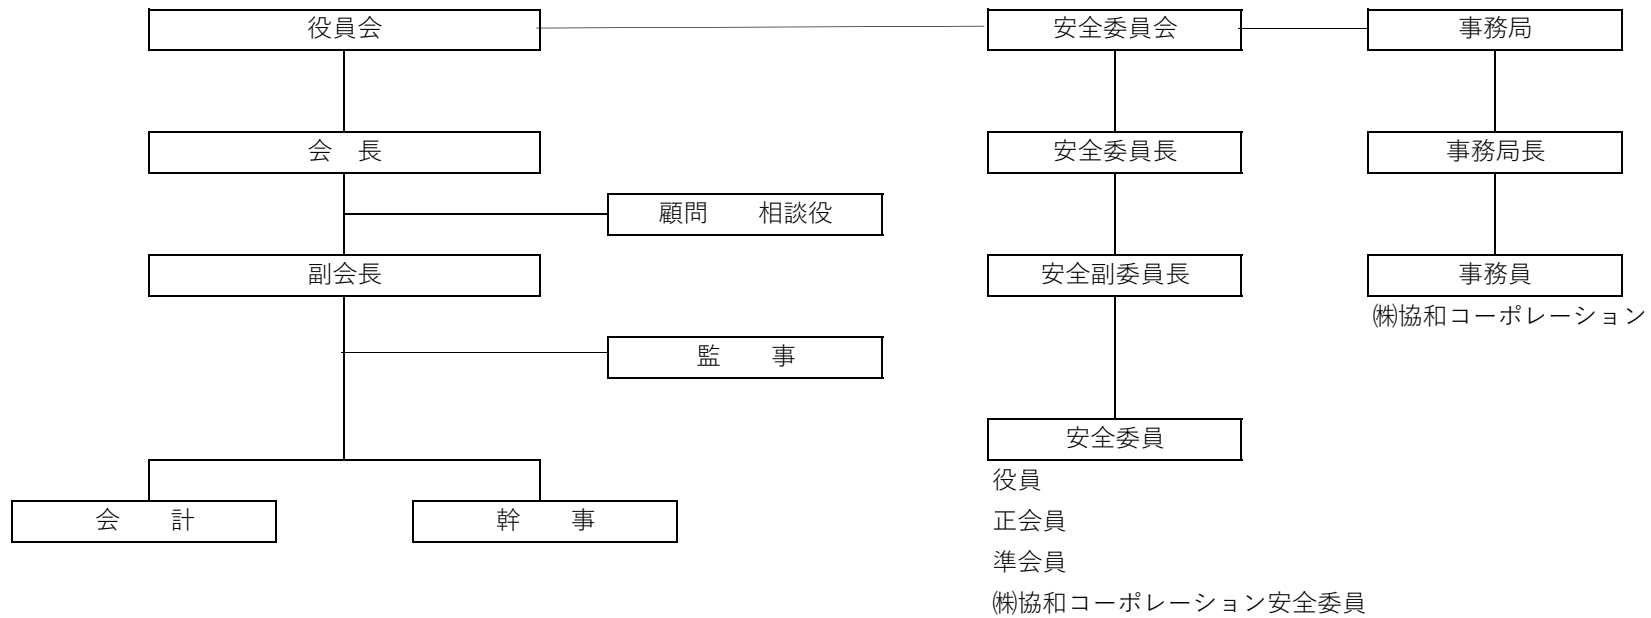 役員会
安全委員会
事務局
会　長
安全委員長
事務局長
顧問　　相談役
副会長
安全副委員長
事務員
㈱協和コーポレーション
監　　事
安全委員
役員
会　　計
幹　　事
正会員
準会員
㈱協和コーポレーション安全委員